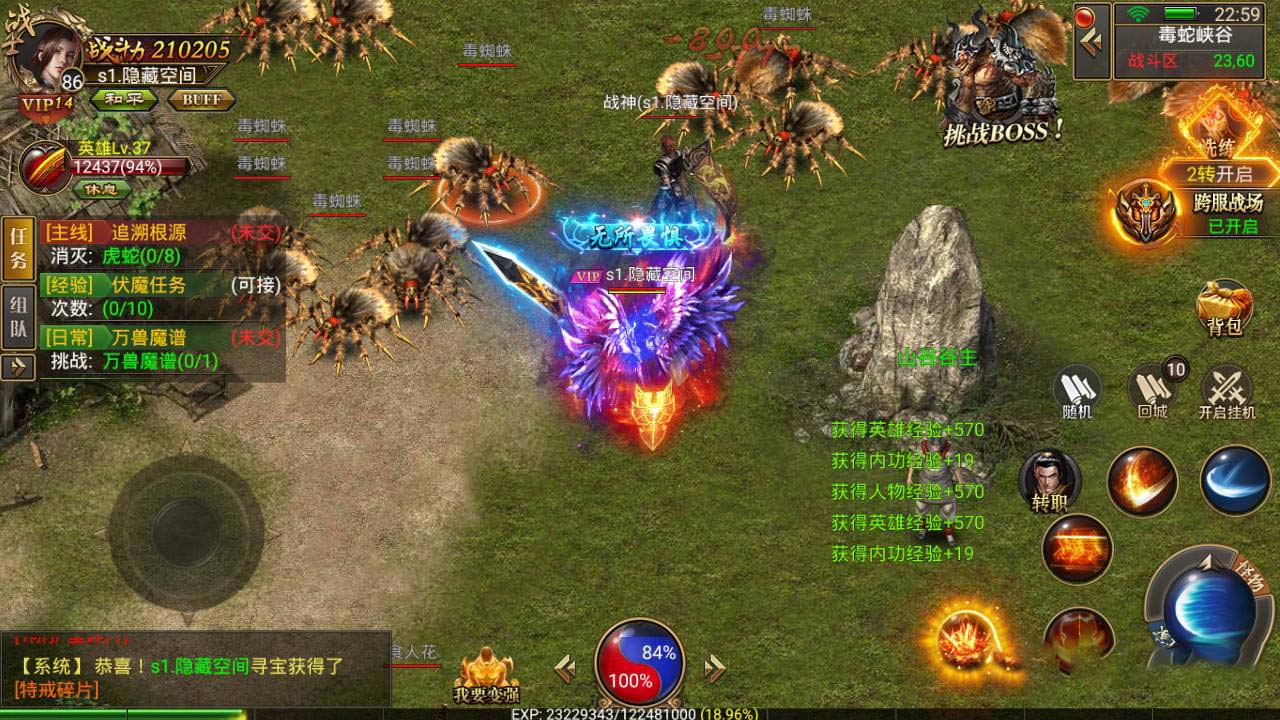 战士
战斗力 210205
86
s1.隐藏空间
VIP14
和平
BUFF
英雄Lv.37
12437(94%)
休息
任务
组队
[主线] 追溯根源 (未交)
消灭: 虎蛇(0/8)
[经验] 伏魔任务 (可接)
次数: (0/10)
[日常] 万兽魔谱 (未交)
挑战: 万兽魔谱(0/1)
毒蜘蛛
毒蜘蛛
毒蜘蛛
毒蜘蛛
毒蜘蛛
毒蜘蛛
毒蜘蛛
-800
战神(s1.隐藏空间)
无所畏惧
VIP s1.隐藏空间
挑战BOSS!
22:59
毒蛇峡谷
战斗区 23,60
洗练
2转开启
跨服战场
已开启
背包
山谷谷主
随机
10
回城
开启挂机
获得英雄经验+570
获得内功经验+19
获得人物经验+570
获得英雄经验+570
获得内功经验+19
转职
怪物
【系统】恭喜！s1.隐藏空间寻宝获得了
[特戒碎片]
食人花
我要变强
84%
100%
EXP: 23229343/122481000 (18.96%)